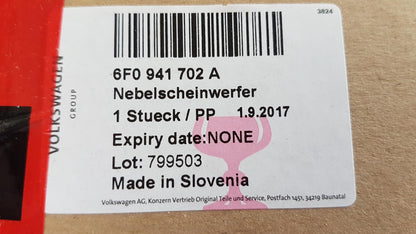 3824
6F0 941 702 A
Nebelscheinwerfer
1 Stueck / PP 1.9.2017
Expiry date:NONE
Lot: 799503
Made in Slovenia
Volkswagen AG, Konzern Vertrieb Original Teile und Service, Postfach 1451, 34219 Baunatal
VOLKSWAGEN
GROUP